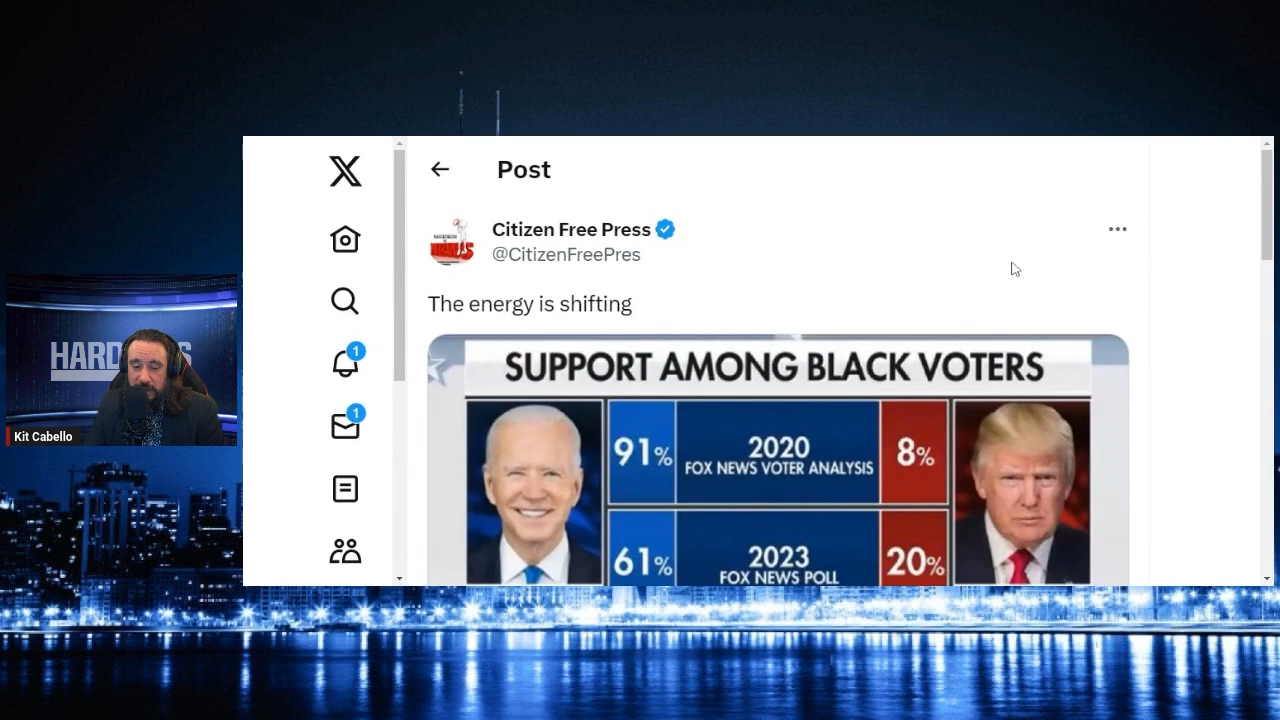 Post
Citizen Free Press
@CitizenFreePres
The energy is shifting
SUPPORT AMONG BLACK VOTERS
91% 2020 8%
FOX NEWS VOTER ANALYSIS
61% 2023 20%
FOX NEWS POLL
1
1
HARD
S
Kit Cabello